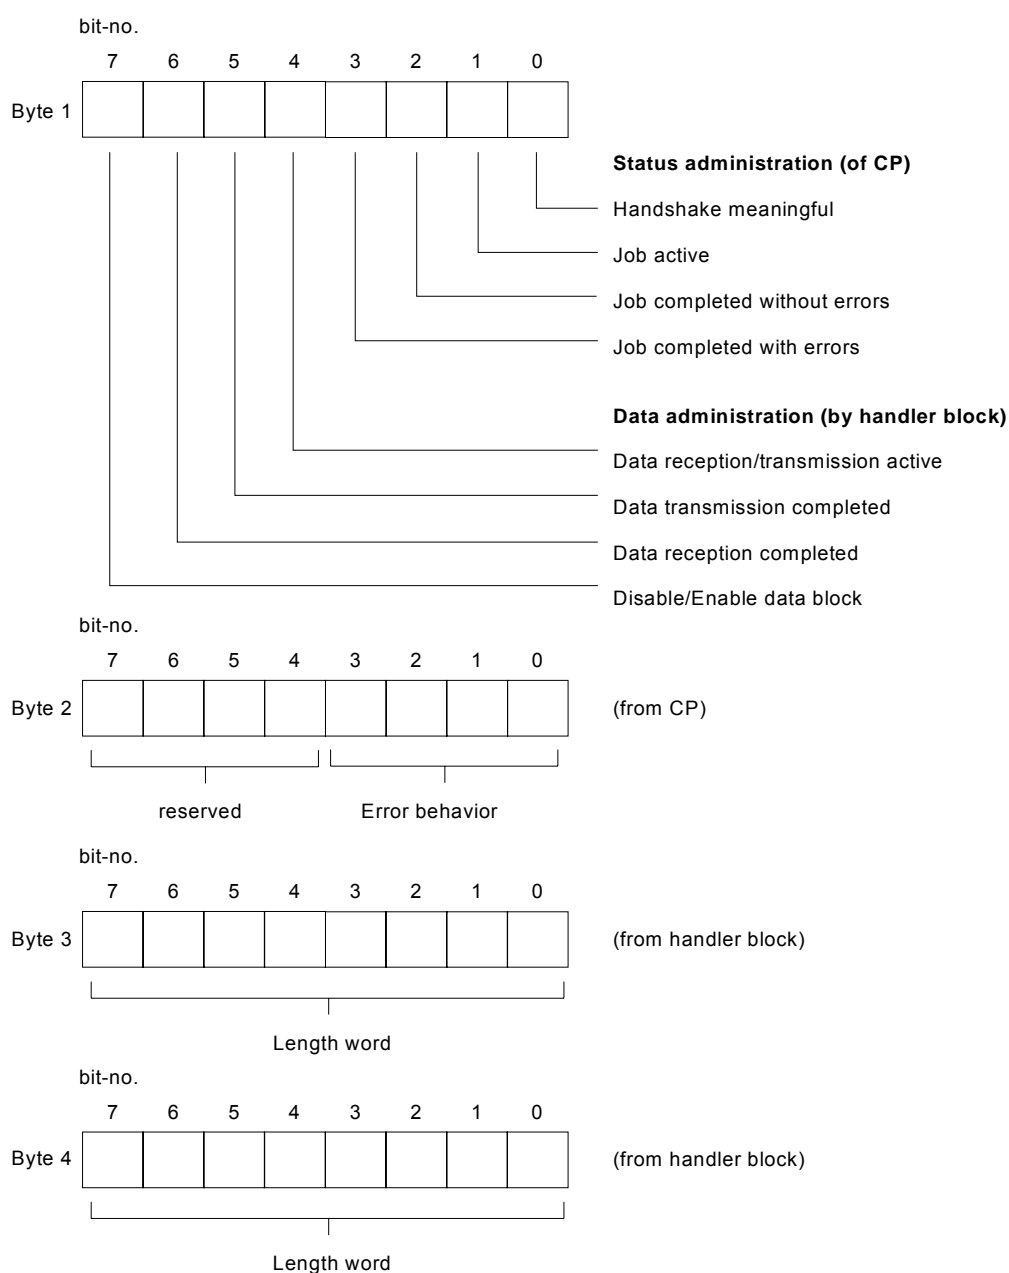 bit-no.
7 6 5 4 3 2 1 0
Byte 1
Status administration (of CP)
Handshake meaningful
Job active
Job completed without errors
Job completed with errors
Data administration (by handler block)
Data reception/transmission active
Data transmission completed
Data reception completed
Disable/Enable data block
bit-no.
7 6 5 4 3 2 1 0
Byte 2 (from CP)
reserved Error behavior
bit-no.
7 6 5 4 3 2 1 0
Byte 3 (from handler block)
Length word
bit-no.
7 6 5 4 3 2 1 0
Byte 4 (from handler block)
Length word